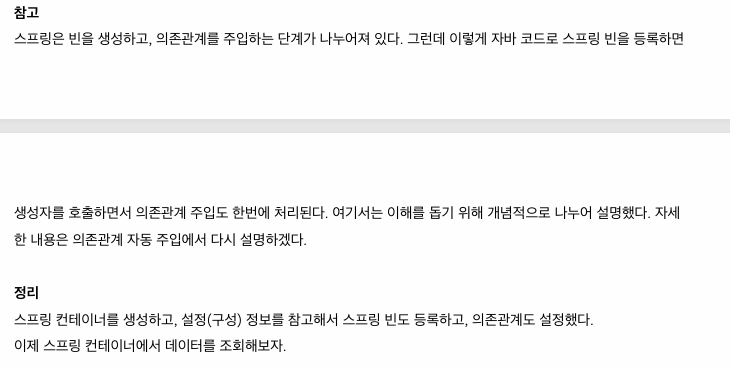 참고
스프링은 빈을 생성하고, 의존관계를 주입하는 단계가 나누어져 있다. 그런데 이렇게 자바 코드로 스프링 빈을 등록하면
생성자를 호출하면서 의존관계 주입도 한번에 처리된다. 여기서는 이해를 돕기 위해 개념적으로 나누어 설명했다. 자세
한 내용은 의존관계 자동 주입에서 다시 설명하겠다.
정리
스프링 컨테이너를 생성하고, 설정(구성) 정보를 참고해서 스프링 빈도 등록하고, 의존관계도 설정했다.
이제 스프링 컨테이너에서 데이터를 조회해보자.